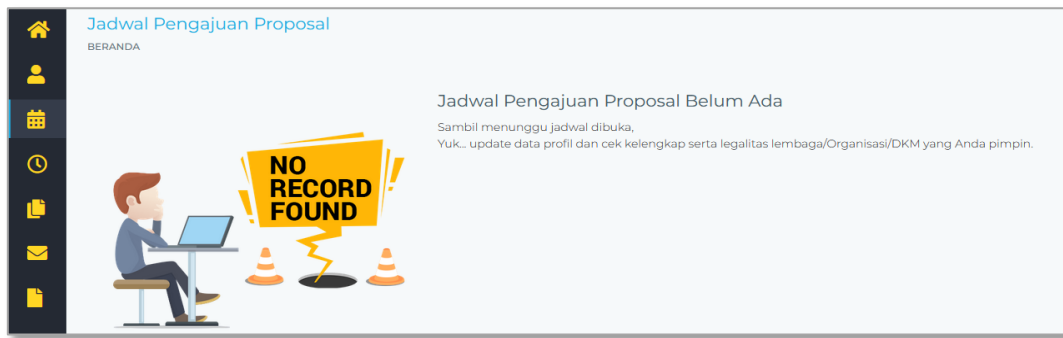 Jadwal Pengajuan Proposal
BERANDA
Jadwal Pengajuan Proposal Belum Ada
Sambil menunggu jadwal dibuka,
Yuk... update data profil dan cek kelengkap serta legalitas lembaga/Organisasi/DKM yang Anda pimpin.
NO
RECORD
FOUND